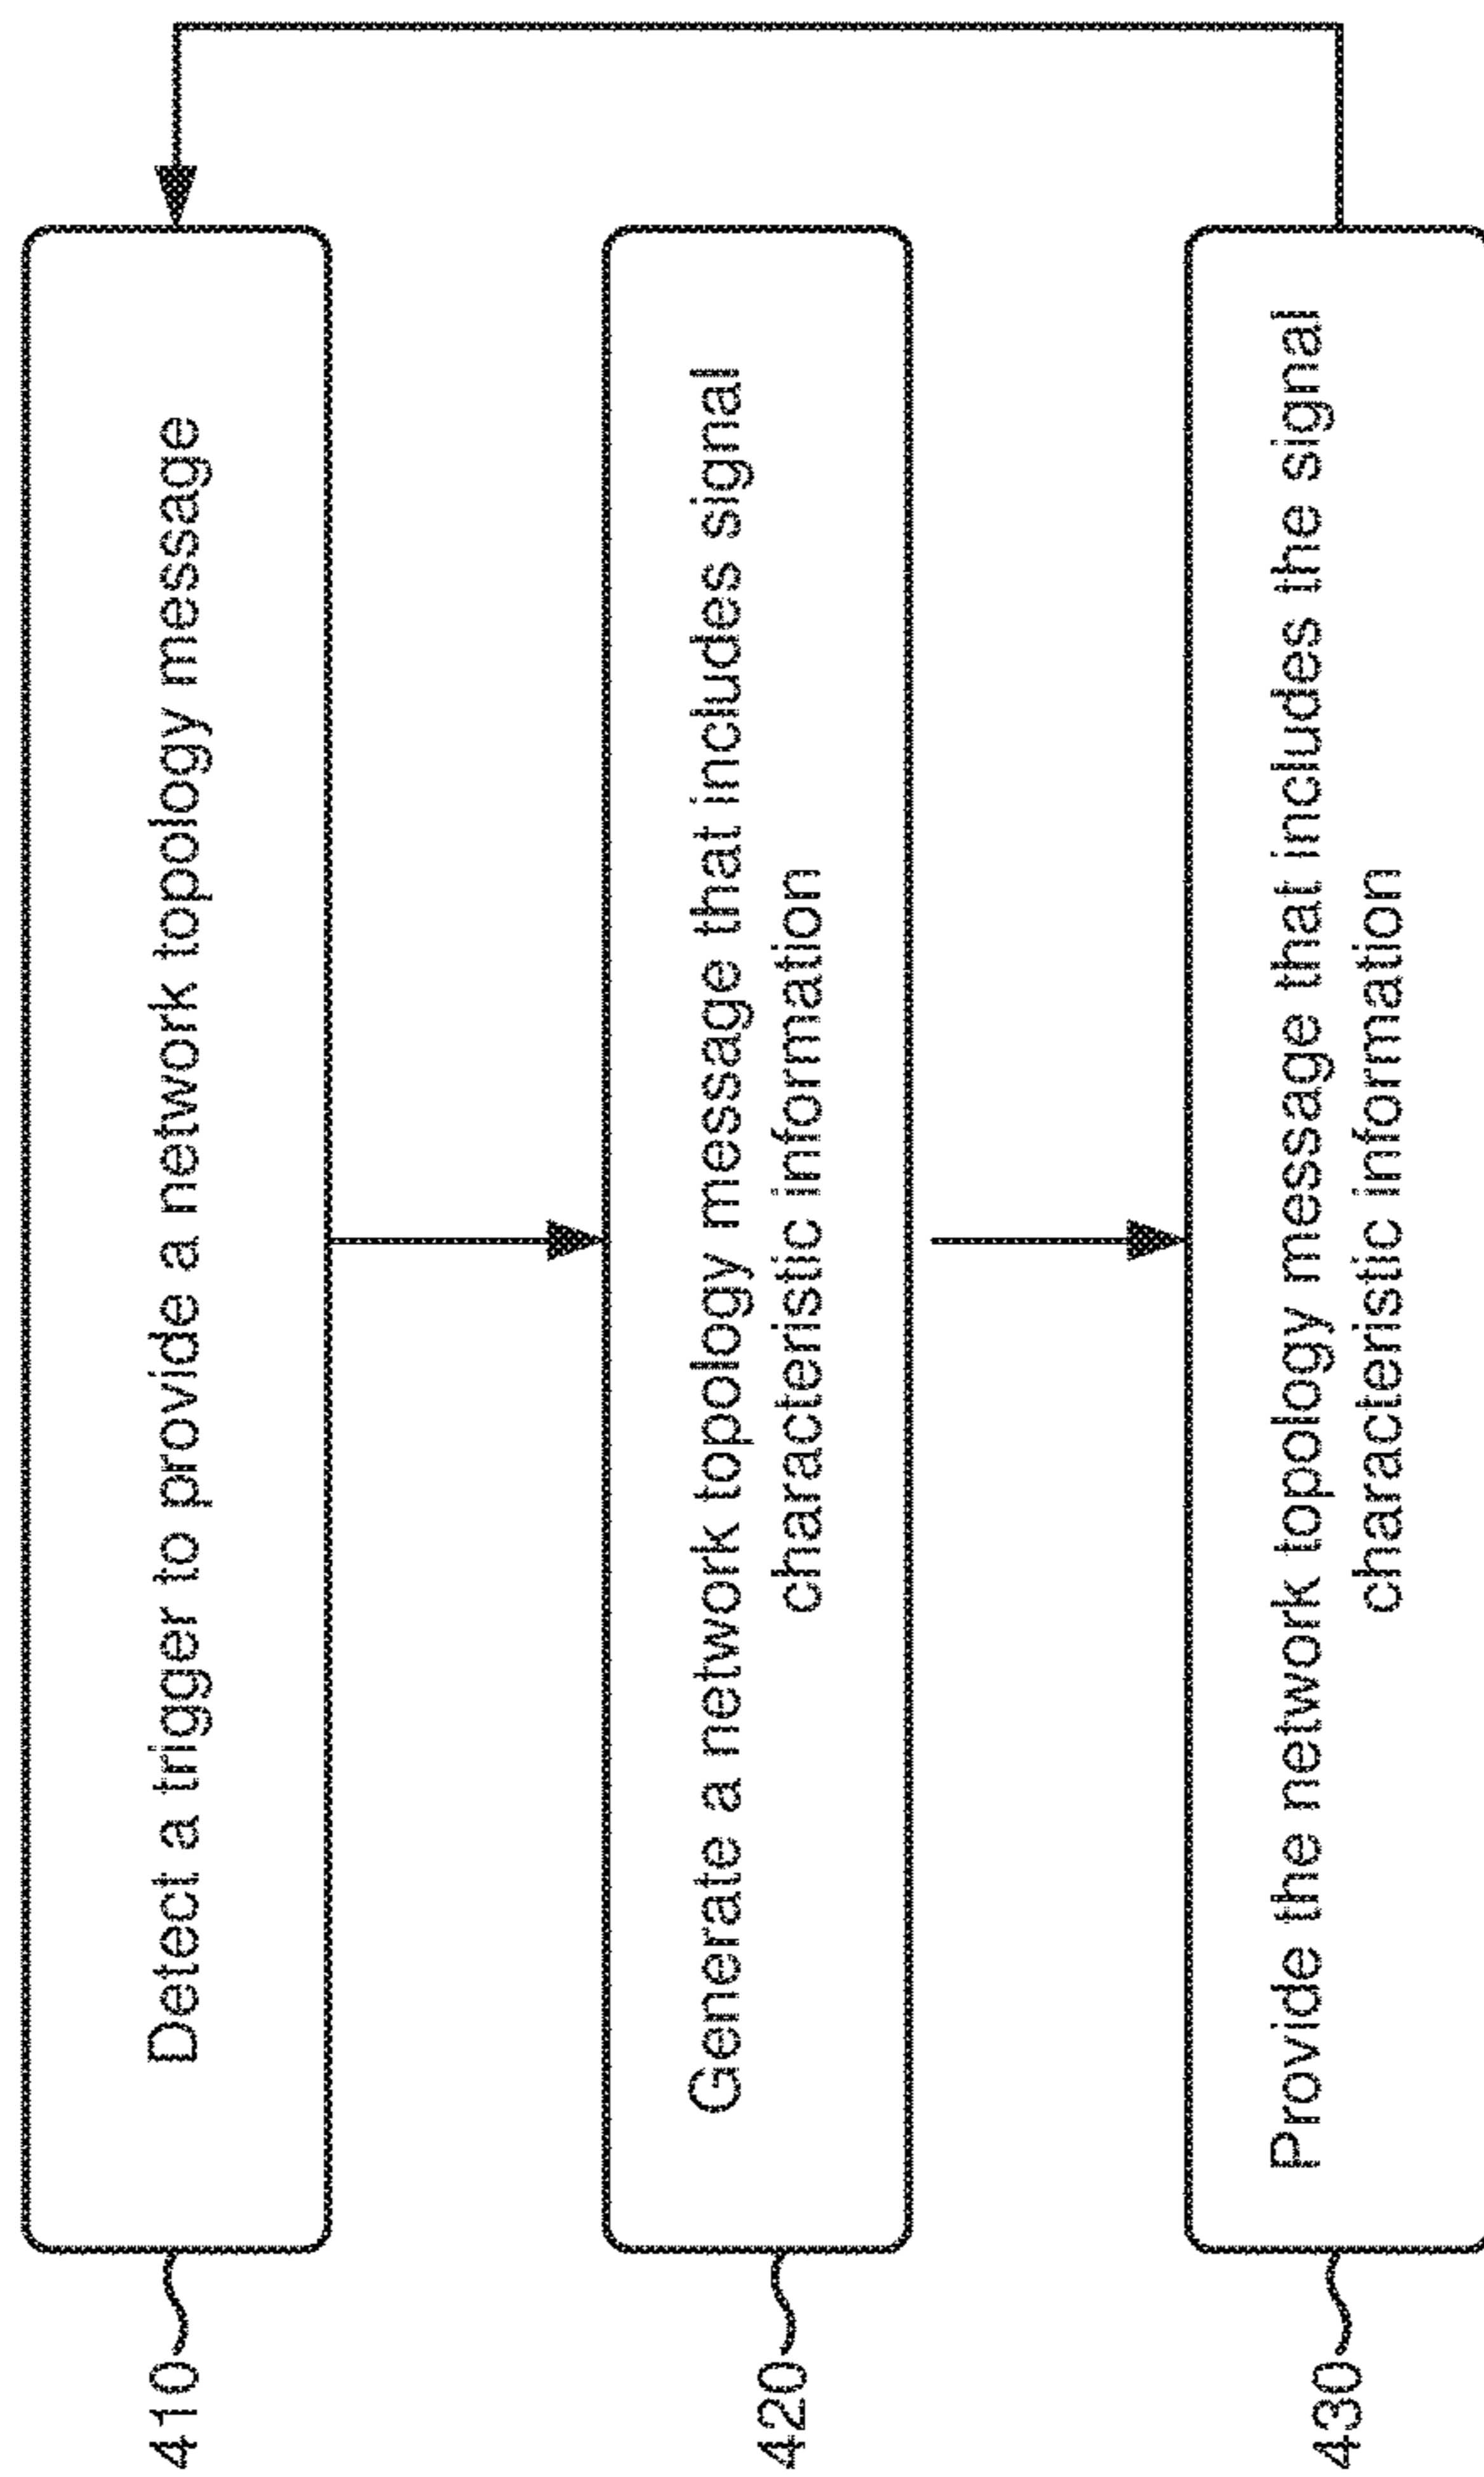 410
Detect a trigger to provide a network topology message
420
Generate a network topology message that includes signal
characteristic information
430
Provide the network topology message that includes the signal
characteristic information